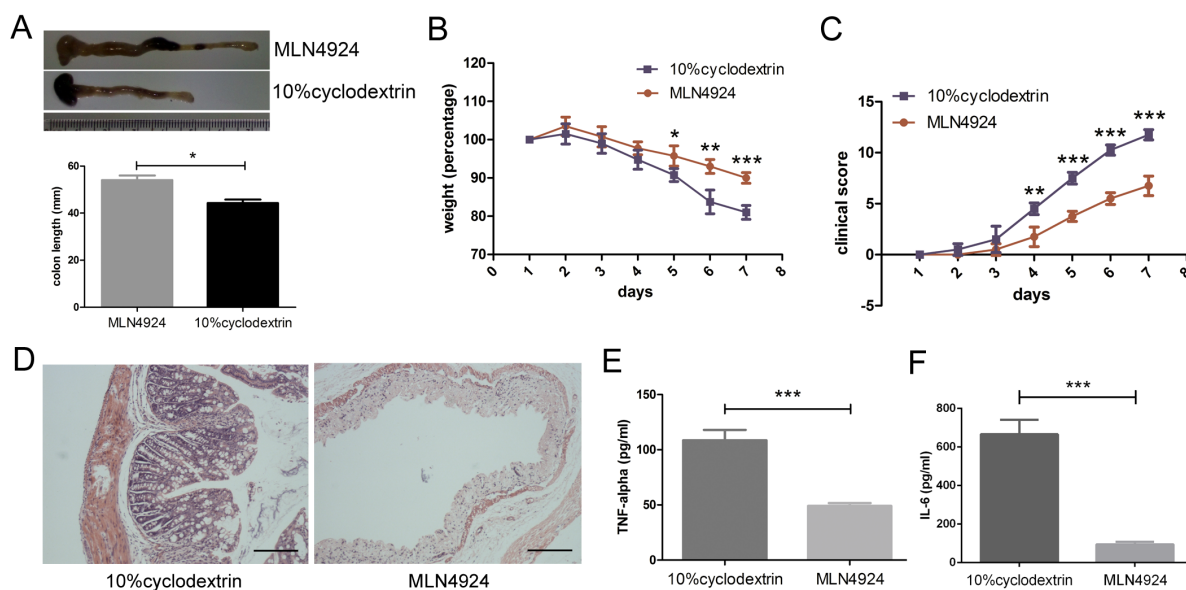 A
MLN4924
10%cyclodextrin
*
60
40
20
0
colon length (mm)
MLN4924
10%cyclodextrin
B
10%cyclodextrin
MLN4924
120
110
100
90
80
70
weight (percentage)
* ** ***
0 1 2 3 4 5 6 7 8
days
C
10%cyclodextrin
MLN4924
15
10
5
0
-5
clinical score
** *** *** ***
1 2 3 4 5 6 7 8
days
D
10%cyclodextrin
MLN4924
E
***
150
100
50
0
TNF-alpha (pg/ml)
10%cyclodextrin
MLN4924
F
***
800
600
400
200
0
IL-6 (pg/ml)
10%cyclodextrin
MLN4924